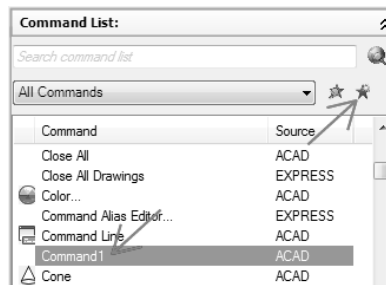 Command List:
Search command list
All Commands
Command Source
Close All ACAD
Close All Drawings EXPRESS
Color... ACAD
Command Alias Editor... EXPRESS
Command Line ACAD
Command1 ACAD
Cone ACAD